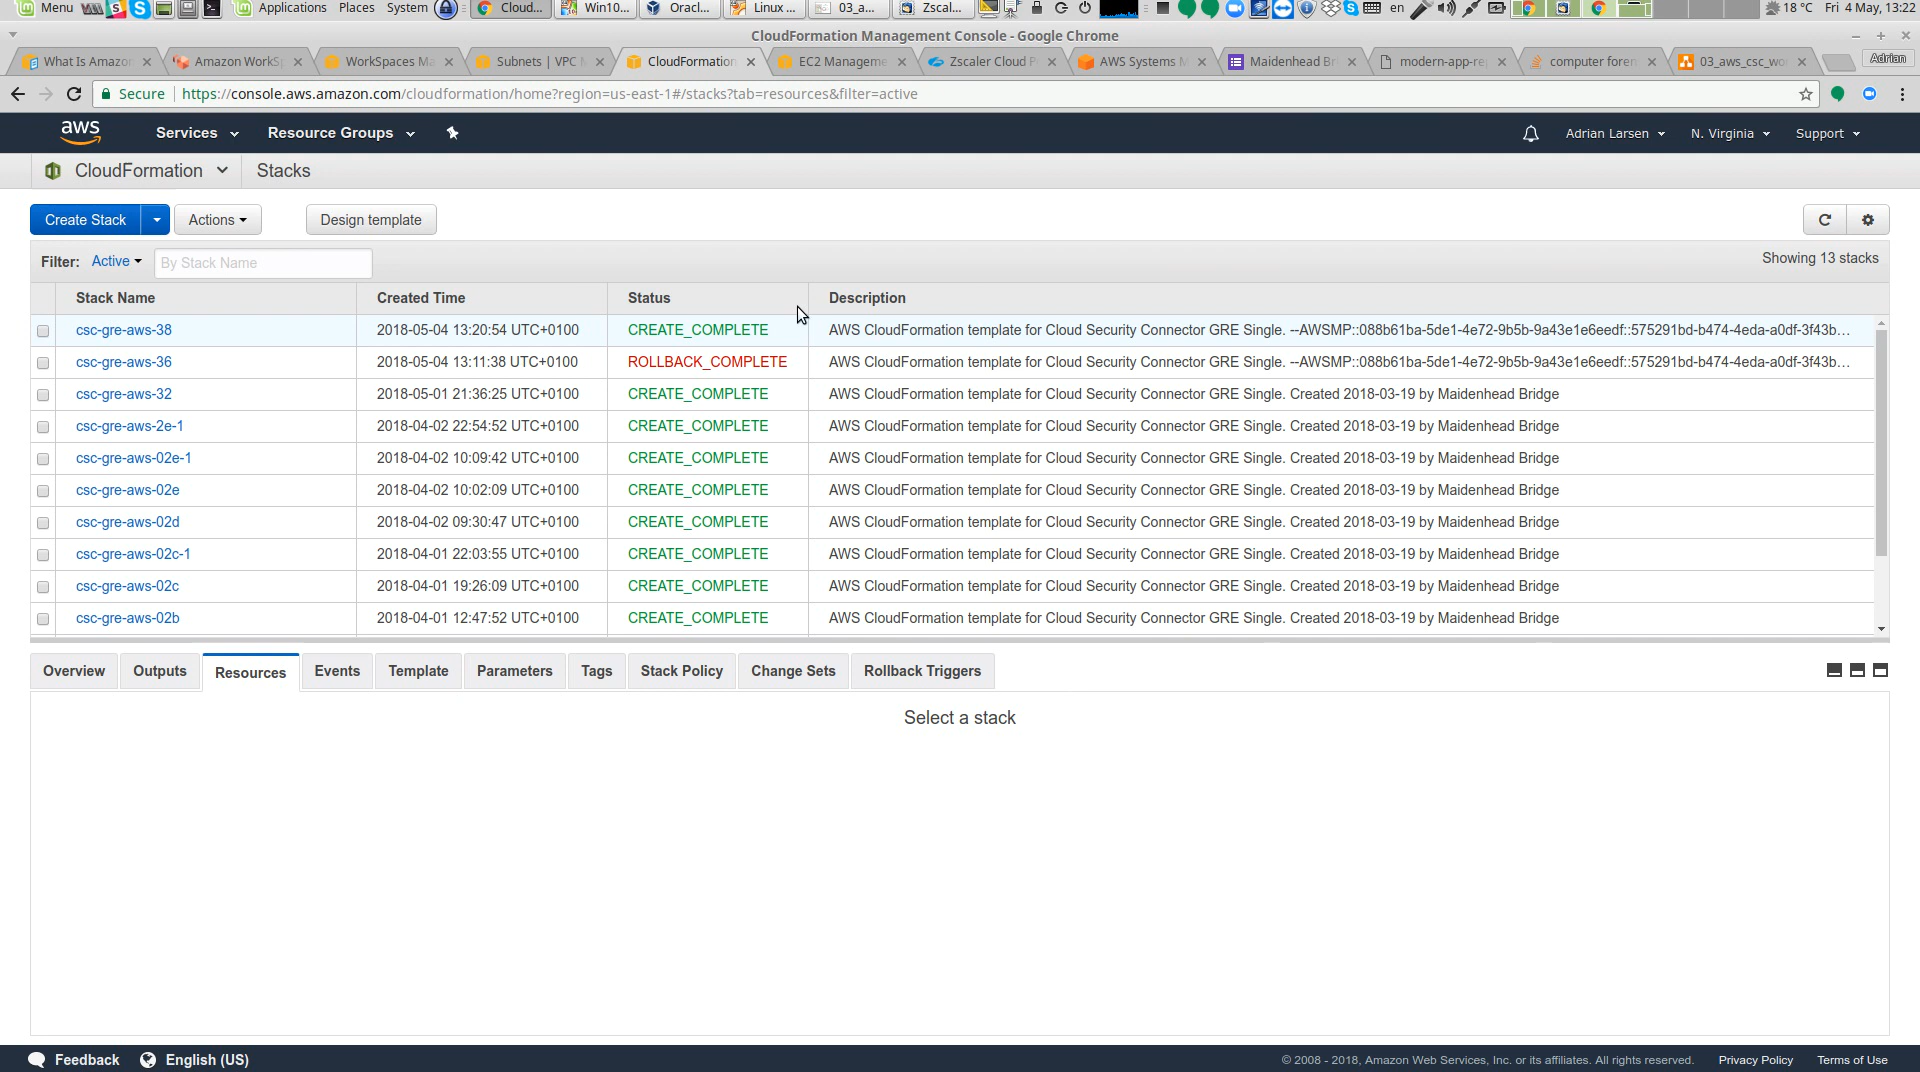 Menu Applications Places System Cloud... Win10... Oracl... Linux ... 03_a... Zscal... en 18 °C Fri 4 May, 13:22
CloudFormation Management Console - Google Chrome
What Is Amazon WorkSpaces Subnets | VPC CloudFormation EC2 Manageme Zscaler Cloud AWS Systems Maidenhead modern-app-re computer foren 03_aws_csc_wo Adrian
Secure https://console.aws.amazon.com/cloudformation/home?region=us-east-1#/stacks?tab=resources&filter=active
aws Services Resource Groups Adrian Larsen N. Virginia Support
CloudFormation Stacks
Create Stack Actions Design template
Filter: Active By Stack Name Showing 13 stacks
Stack Name Created Time Status Description
csc-gre-aws-38 2018-05-04 13:20:54 UTC+0100 CREATE_COMPLETE AWS CloudFormation template for Cloud Security Connector GRE Single. --AWSMP::088b61ba-5de1-4e72-9b5b-9a43e1e6eedf::575291bd-b474-4eda-a0df-3f43b...
csc-gre-aws-36 2018-05-04 13:11:38 UTC+0100 ROLLBACK_COMPLETE AWS CloudFormation template for Cloud Security Connector GRE Single. --AWSMP::088b61ba-5de1-4e72-9b5b-9a43e1e6eedf::575291bd-b474-4eda-a0df-3f43b...
csc-gre-aws-32 2018-05-01 21:36:25 UTC+0100 CREATE_COMPLETE AWS CloudFormation template for Cloud Security Connector GRE Single. Created 2018-03-19 by Maidenhead Bridge
csc-gre-aws-2e-1 2018-04-02 22:54:52 UTC+0100 CREATE_COMPLETE AWS CloudFormation template for Cloud Security Connector GRE Single. Created 2018-03-19 by Maidenhead Bridge
csc-gre-aws-02e-1 2018-04-02 10:09:42 UTC+0100 CREATE_COMPLETE AWS CloudFormation template for Cloud Security Connector GRE Single. Created 2018-03-19 by Maidenhead Bridge
csc-gre-aws-02e 2018-04-02 10:02:09 UTC+0100 CREATE_COMPLETE AWS CloudFormation template for Cloud Security Connector GRE Single. Created 2018-03-19 by Maidenhead Bridge
csc-gre-aws-02d 2018-04-02 09:30:47 UTC+0100 CREATE_COMPLETE AWS CloudFormation template for Cloud Security Connector GRE Single. Created 2018-03-19 by Maidenhead Bridge
csc-gre-aws-02c-1 2018-04-01 22:03:55 UTC+0100 CREATE_COMPLETE AWS CloudFormation template for Cloud Security Connector GRE Single. Created 2018-03-19 by Maidenhead Bridge
csc-gre-aws-02c 2018-04-01 19:26:09 UTC+0100 CREATE_COMPLETE AWS CloudFormation template for Cloud Security Connector GRE Single. Created 2018-03-19 by Maidenhead Bridge
csc-gre-aws-02b 2018-04-01 12:47:52 UTC+0100 CREATE_COMPLETE AWS CloudFormation template for Cloud Security Connector GRE Single. Created 2018-03-19 by Maidenhead Bridge
Overview Outputs Resources Events Template Parameters Tags Stack Policy Change Sets Rollback Triggers
Select a stack
Feedback English (US) © 2008 - 2018, Amazon Web Services, Inc. or its affiliates. All rights reserved. Privacy Policy Terms of Use